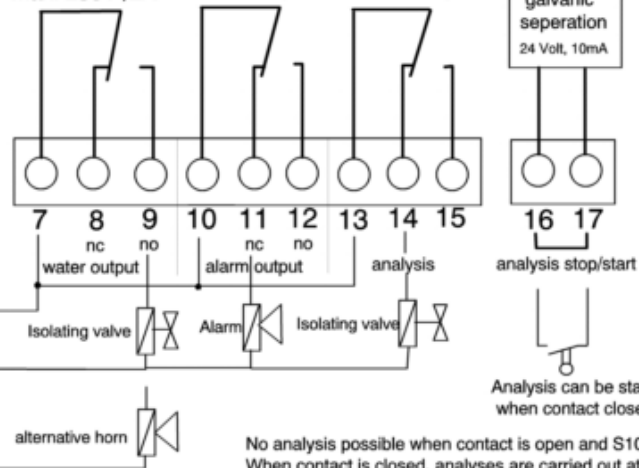 galvanic
seperation
24 Volt, 10mA
7 8 9 10 11 12 13 14 15 16 17
nc no nc no
water output alarm output analysis analysis stop/start
Isolating valve Alarm Isolating valve
Analysis can be sta
when contact close
alternative horn
No analysis possible when contact is open and S10
When contact is closed, analyses are carried out at